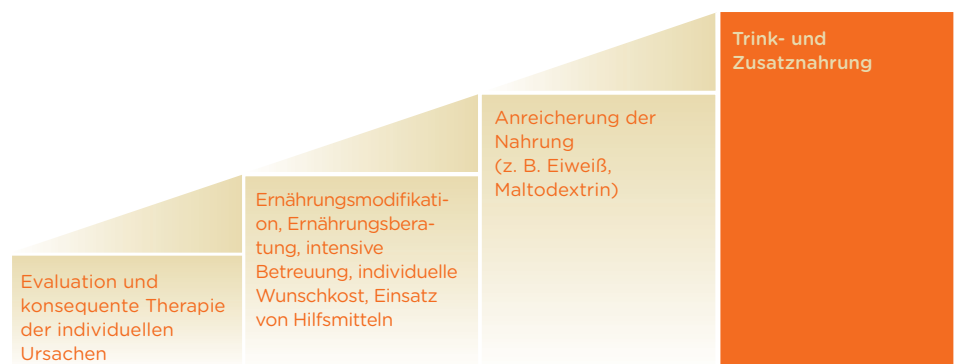 Evaluation und
konsequente Therapie
der individuellen
Ursachen
Ernährungsmodifikati-
on, Ernährungsbera-
tung, intensive
Betreuung, individuelle
Wunschkost, Einsatz
von Hilfsmitteln
Anreicherung der
Nahrung
(z. B. Eiweiß,
Maltodextrin)
Trink- und
Zusatznahrung